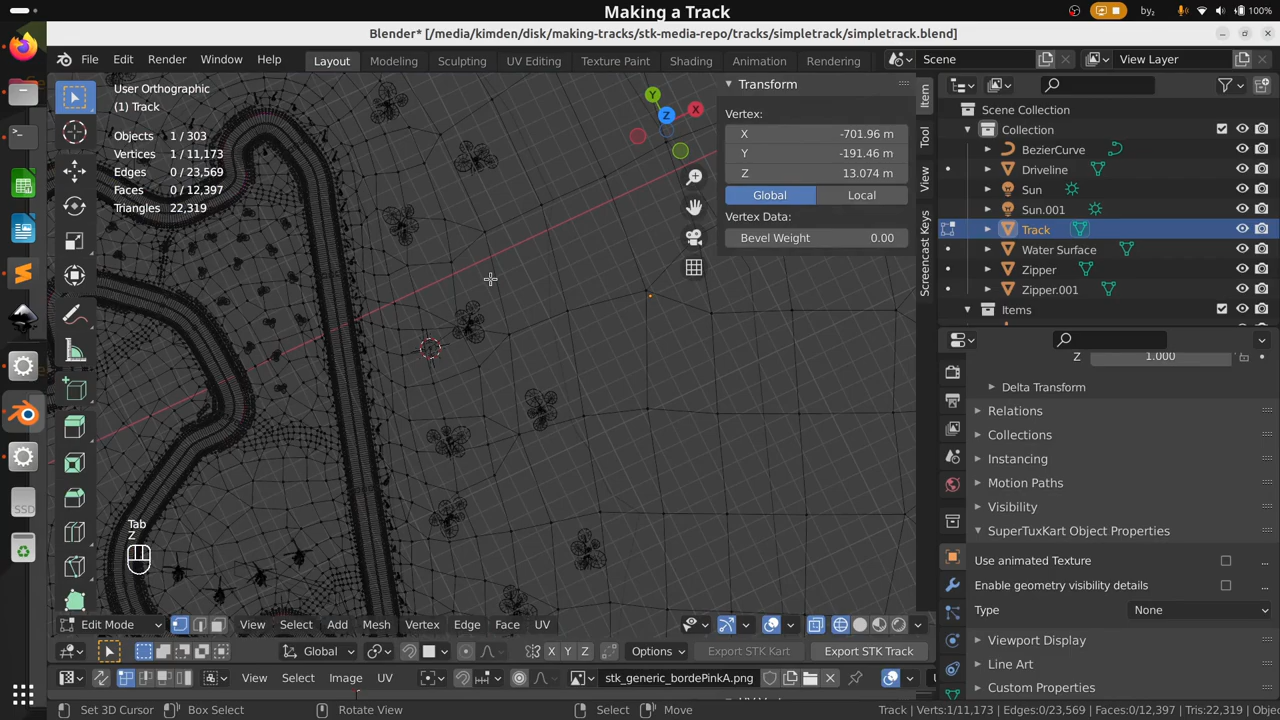 Making a Track
by₂
100%
Blender* [/media/kimden/disk/making-tracks/stk-media-repo/tracks/simpletrack/simpletrack.blend]
File Edit Render Window Help Layout Modeling Sculpting UV Editing Texture Paint Shading Animation Rendering Scene View Layer
User Orthographic
(1) Track
Objects 1 / 303
Vertices 1 / 11,173
Edges 0 / 23,569
Faces 0 / 12,397
Triangles 22,319
Y
X
Z
Transform
Vertex:
X -701.96 m
Y -191.46 m
Z 13.074 m
Global Local
Vertex Data:
Bevel Weight 0.00
Item
Tool
View
Screencast Keys
Scene Collection
Collection
BezierCurve
Driveline
Sun
Sun.001
Track
Water Surface
Zipper
Zipper.001
Items
Z 1.000
Delta Transform
Relations
Collections
Instancing
Motion Paths
Visibility
SuperTuxKart Object Properties
Use animated Texture ...
Enable geometry visibility details ...
Type None
Viewport Display
Line Art
Custom Properties
Tab
Z
SSD
Edit Mode View Select Add Mesh Vertex Edge Face UV
Global X Y Z Options Export STK Kart Export STK Track
View Select Image UV stk_generic_bordePinkA.png
Set 3D Cursor Box Select Rotate View Select Move Track | Verts:1/11,173 | Edges:0/23,569 | Faces:0/12,397 | Tris:22,319 | Obje